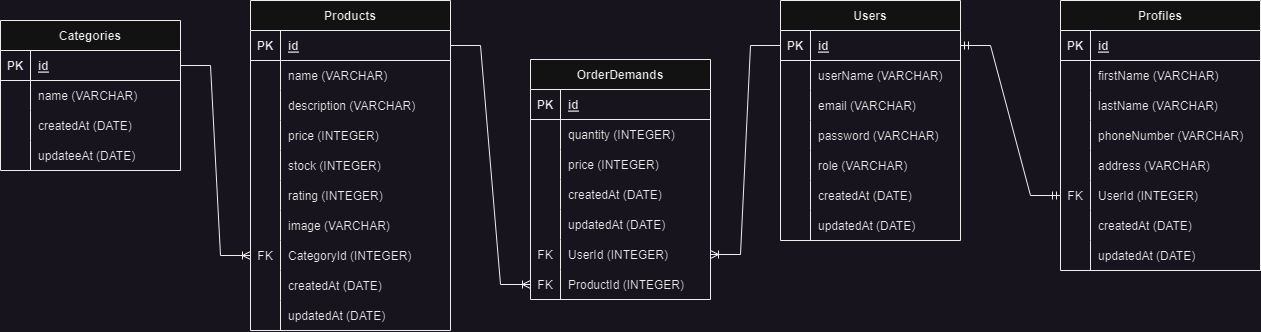 Categories
PK id
name (VARCHAR)
createdAt (DATE)
updateeAt (DATE)
Products
PK id
name (VARCHAR)
description (VARCHAR)
price (INTEGER)
stock (INTEGER)
rating (INTEGER)
image (VARCHAR)
FK CategoryId (INTEGER)
createdAt (DATE)
updatedAt (DATE)
OrderDemands
PK id
quantity (INTEGER)
price (INTEGER)
createdAt (DATE)
updatedAt (DATE)
FK UserId (INTEGER)
FK ProductId (INTEGER)
Users
PK id
userName (VARCHAR)
email (VARCHAR)
password (VARCHAR)
role (VARCHAR)
createdAt (DATE)
updatedAt (DATE)
Profiles
PK id
firstName (VARCHAR)
lastName (VARCHAR)
phoneNumber (VARCHAR)
address (VARCHAR)
FK UserId (INTEGER)
createdAt (DATE)
updatedAt (DATE)